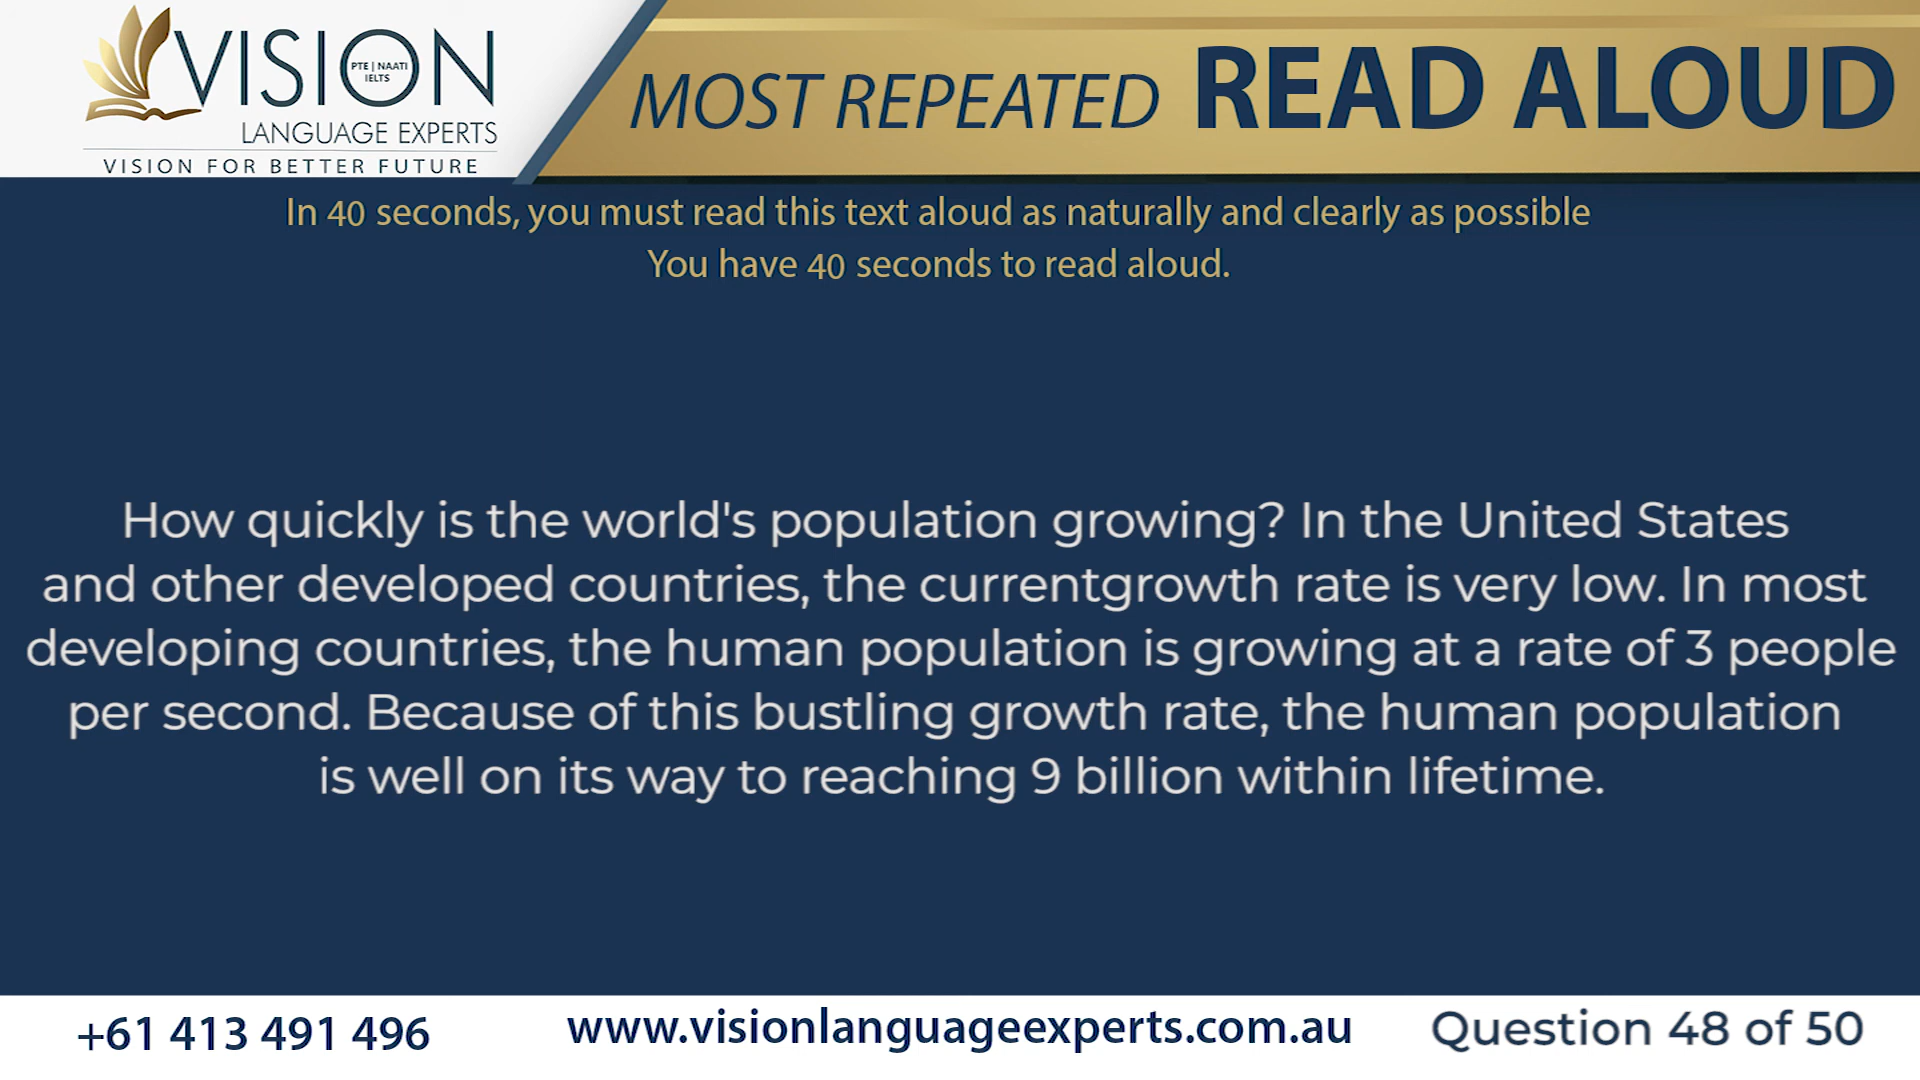 VISION
PTE | NAATI
IELTS
LANGUAGE EXPERTS
VISION FOR BETTER FUTURE
MOST REPEATED READ ALOUD
In 40 seconds, you must read this text aloud as naturally and clearly as possible
You have 40 seconds to read aloud.
How quickly is the world's population growing? In the United States
and other developed countries, the currentgrowth rate is very low. In most
developing countries, the human population is growing at a rate of 3 people
per second. Because of this bustling growth rate, the human population
is well on its way to reaching 9 billion within lifetime.
+61 413 491 496
www.visionlanguageexperts.com.au
Question 48 of 50